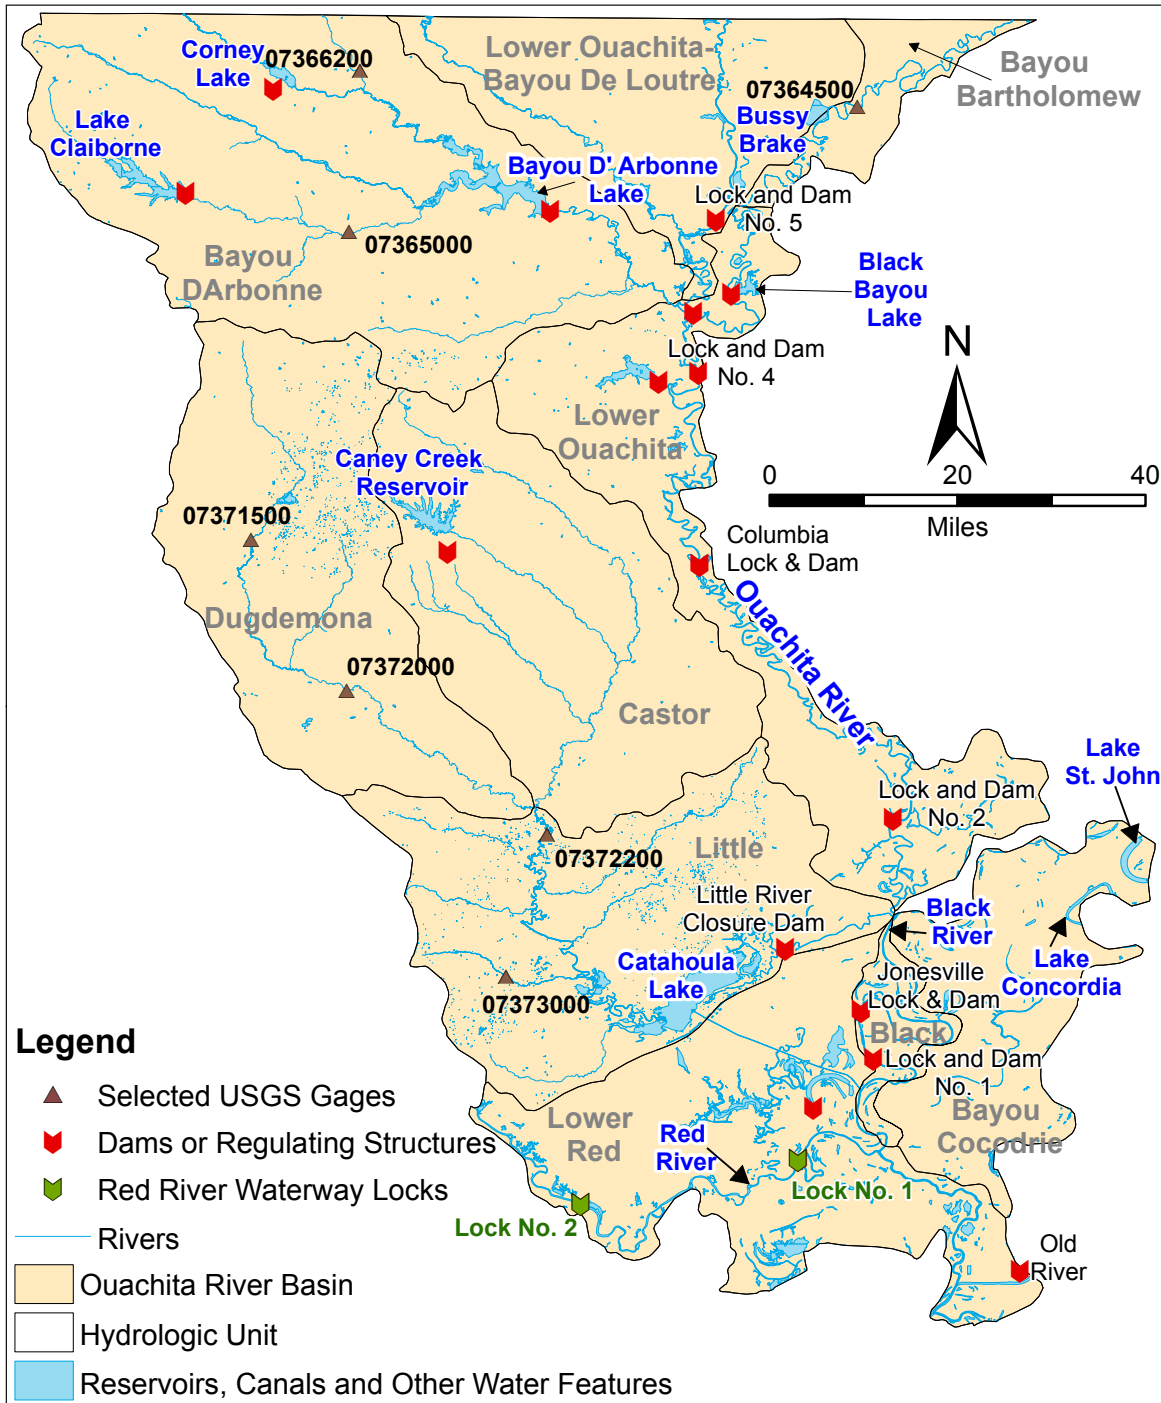 Corney
Lake
07366200
Lower Ouachita-
Bayou De Loutre
Bayou
Bartholomew
07364500
Bussy
Brake
Lake
Claiborne
Bayou D' Arbonne
Lake
Lock and Dam
No. 5
07365000
Bayou
DArbonne
Black
Bayou
Lake
N
Lock and Dam
No. 4
Lower
Ouachita
0 20 40
Miles
Caney Creek
Reservoir
07371500
Columbia
Lock & Dam
Ouachita River
Dugdemona
07372000
Castor
Lake
St. John
Lock and Dam
No. 2
Little
07372200
Little River
Closure Dam
Black
River
Catahoula
Lake
Lake
Concordia
Jonesville
Lock & Dam
07373000
Black
Lock and Dam
No. 1
Bayou
Cocodrie
Lower
Red
Red
River
Lock No. 1
Lock No. 2
Old
River
Legend
Selected USGS Gages
Dams or Regulating Structures
Red River Waterway Locks
Rivers
Ouachita River Basin
Hydrologic Unit
Reservoirs, Canals and Other Water Features